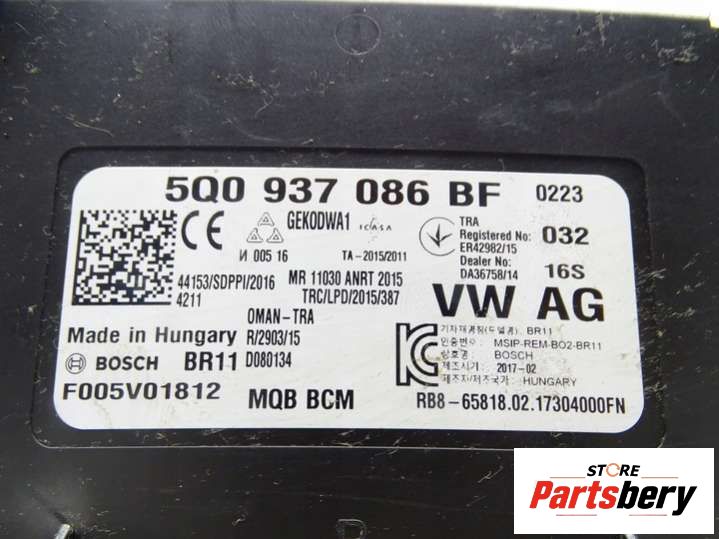 5Q0 937 086 BF 0223
CE GEKODWA1 ICASA
И 005 16 TA-2015/2011
TRA
Registered No:
ER42982/15
Dealer No:
DA36758/14
032
16S
44153/SDPPI/2016
4211
MR 11030 ANRT 2015
TRC/LPD/2015/387
VW AG
OMAN-TRA
R/2903/15
D080134
Made in Hungary
BOSCH BR11
F005V01812
MQB BCM
기자재명칭(모델명): BR11
인증번호: MSIP-REM-BO2-BR11
상호명: BOSCH
제조시기: 2017-02
제조자/제조국가: HUNGARY
RB8-65818.02.17304000FN
STORE
Partsbery